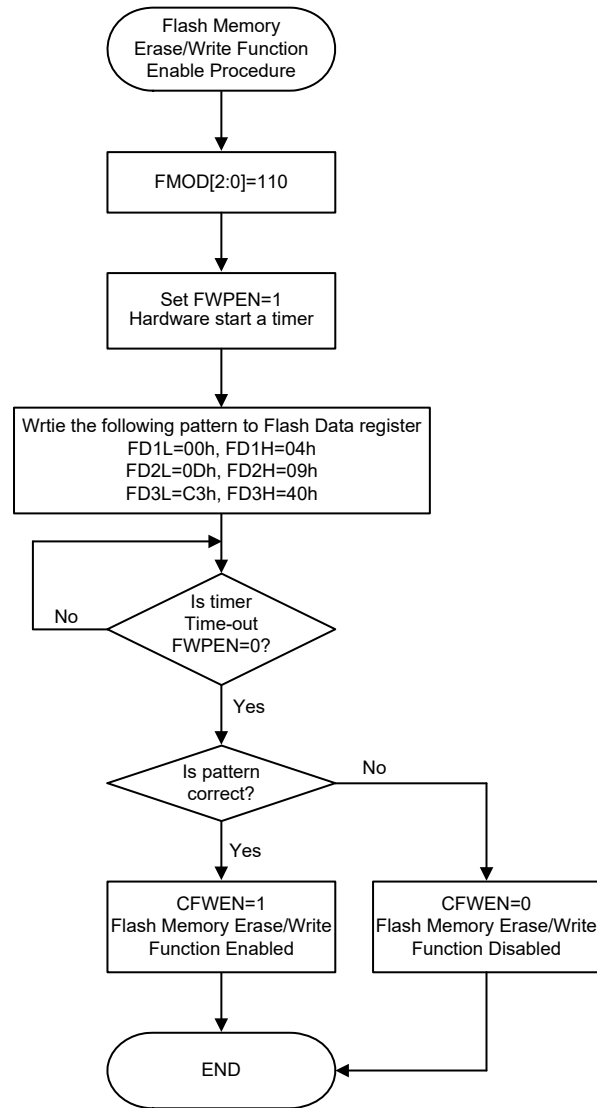 Flash Memory
Erase/Write Function
Enable Procedure
FMOD[2:0]=110
Set FWPEN=1
Hardware start a timer
Wrtie the following pattern to Flash Data register
FD1L=00h, FD1H=04h
FD2L=0Dh, FD2H=09h
FD3L=C3h, FD3H=40h
Is timer
Time-out
FWPEN=0?
No
Yes
Is pattern
correct?
No
Yes
CFWEN=1
Flash Memory Erase/Write
Function Enabled
CFWEN=0
Flash Memory Erase/Write
Function Disabled
END